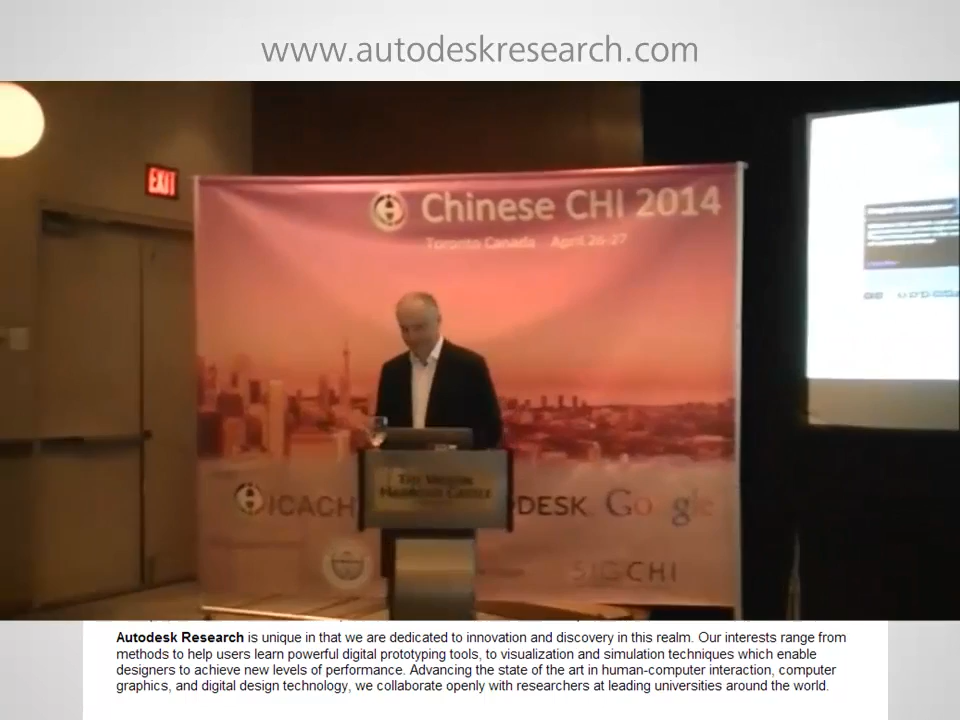 www.autodeskresearch.com
EXIT
Chinese CHI 2014
Toronto Canada April 26-27
ICACH
DESK Google
SIGCHI
Autodesk Research is unique in that we are dedicated to innovation and discovery in this realm. Our interests range from
methods to help users learn powerful digital prototyping tools, to visualization and simulation techniques which enable
designers to achieve new levels of performance. Advancing the state of the art in human-computer interaction, computer
graphics, and digital design technology, we collaborate openly with researchers at leading universities around the world.